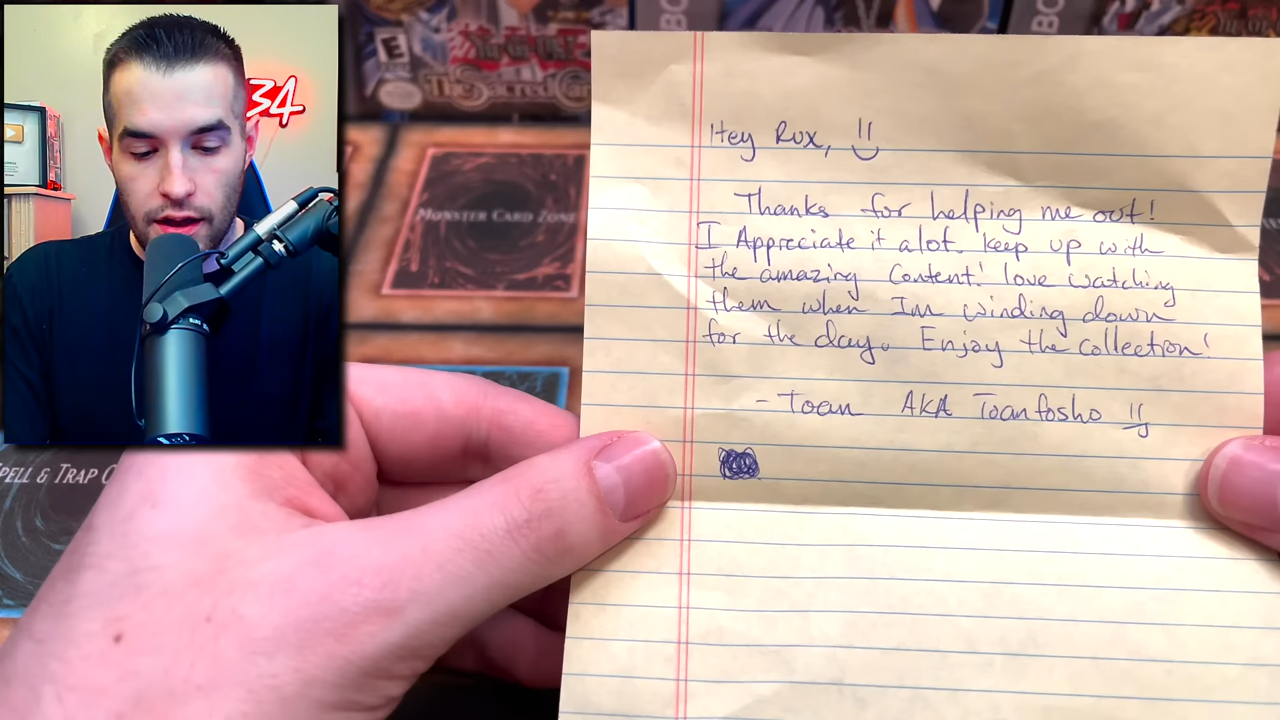 34
E
Yu-Gi-Oh!
The Sacred Car
MONSTER CARD ZONE
SPELL & TRAP C
Hey Rux,
Thanks for helping me out!
I Appreciate it alot. keep up with
the amazing Content! love watching
them when Im winding down
for the day. Enjoy the collection!
- Toan AKA Toanfosho